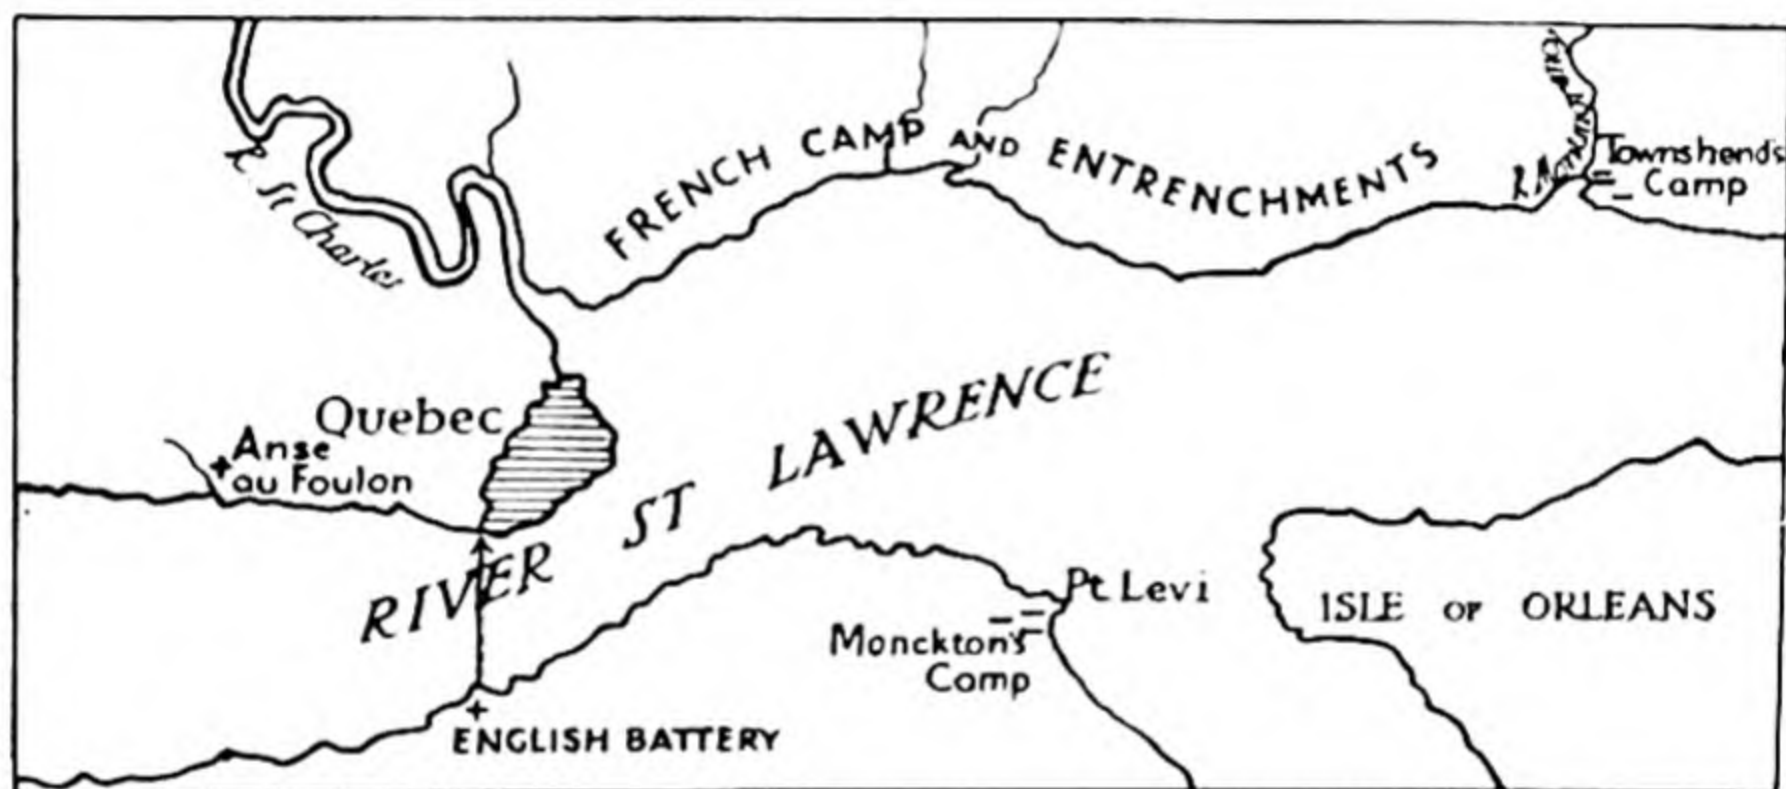 R. St Charles
FRENCH CAMP AND ENTRENCHMENTS
Townshend's
Camp
Quebec
Anse
au Foulon
RIVER ST LAWRENCE
Pt Levi
Monckton's
Camp
ISLE OF ORLEANS
ENGLISH BATTERY